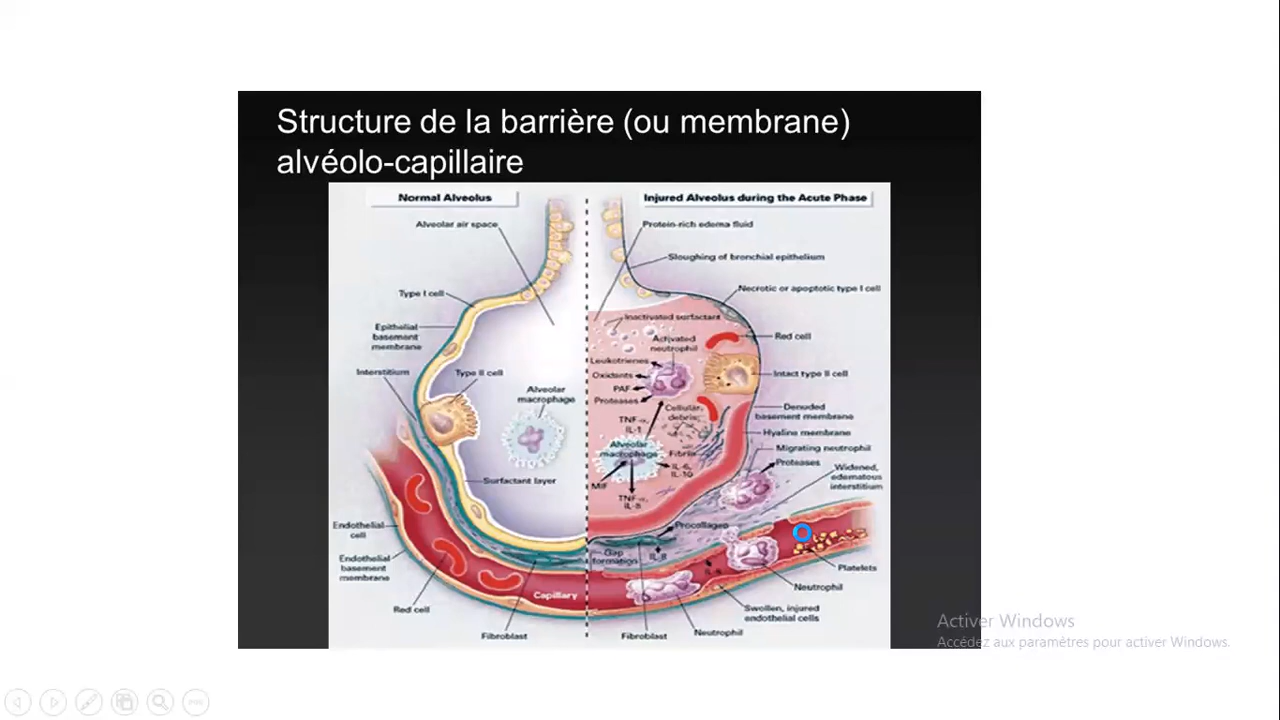 Structure de la barrière (ou membrane)
alvéolo-capillaire
Normal Alveolus
Alveolar air space
Type I cell
Epithelial
basement
membrane
Interstitium
Type II cell
Alveolar
macrophage
Surfactant layer
Endothelial
cell
Endothelial
basement
membrane
Red cell
Capillary
Fibroblast
Injured Alveolus during the Acute Phase
Protein-rich edema fluid
Sloughing of bronchial epithelium
Necrotic or apoptotic type I cell
Inactivated surfactant
Red cell
Activated
neutrophil
Leukotrienes
Oxidants
PAF
Proteases
Intact type II cell
Cellular
debris
Denuded
basement membrane
TNF-α,
IL-1
Hyaline membrane
Alveolar
macrophage
Fibrin
Migrating neutrophil
Proteases
IL-6,
IL-10
Widened,
edematous
interstitium
MIF
TNF-α,
IL-8
Procollagen
Gap
formation
IL-8
IL-8
Platelets
Neutrophil
Swollen, injured
endothelial cells
Fibroblast
Neutrophil
Activer Windows
Accédez aux paramètres pour activer Windows.